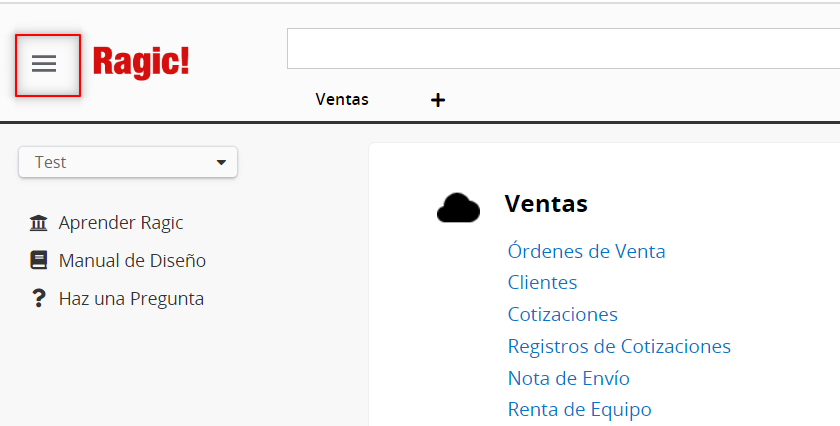 Ragic!
Ventas +
Test
Aprender Ragic
Manual de Diseño
? Haz una Pregunta
Ventas
Órdenes de Venta
Clientes
Cotizaciones
Registros de Cotizaciones
Nota de Envío
Renta de Equipo